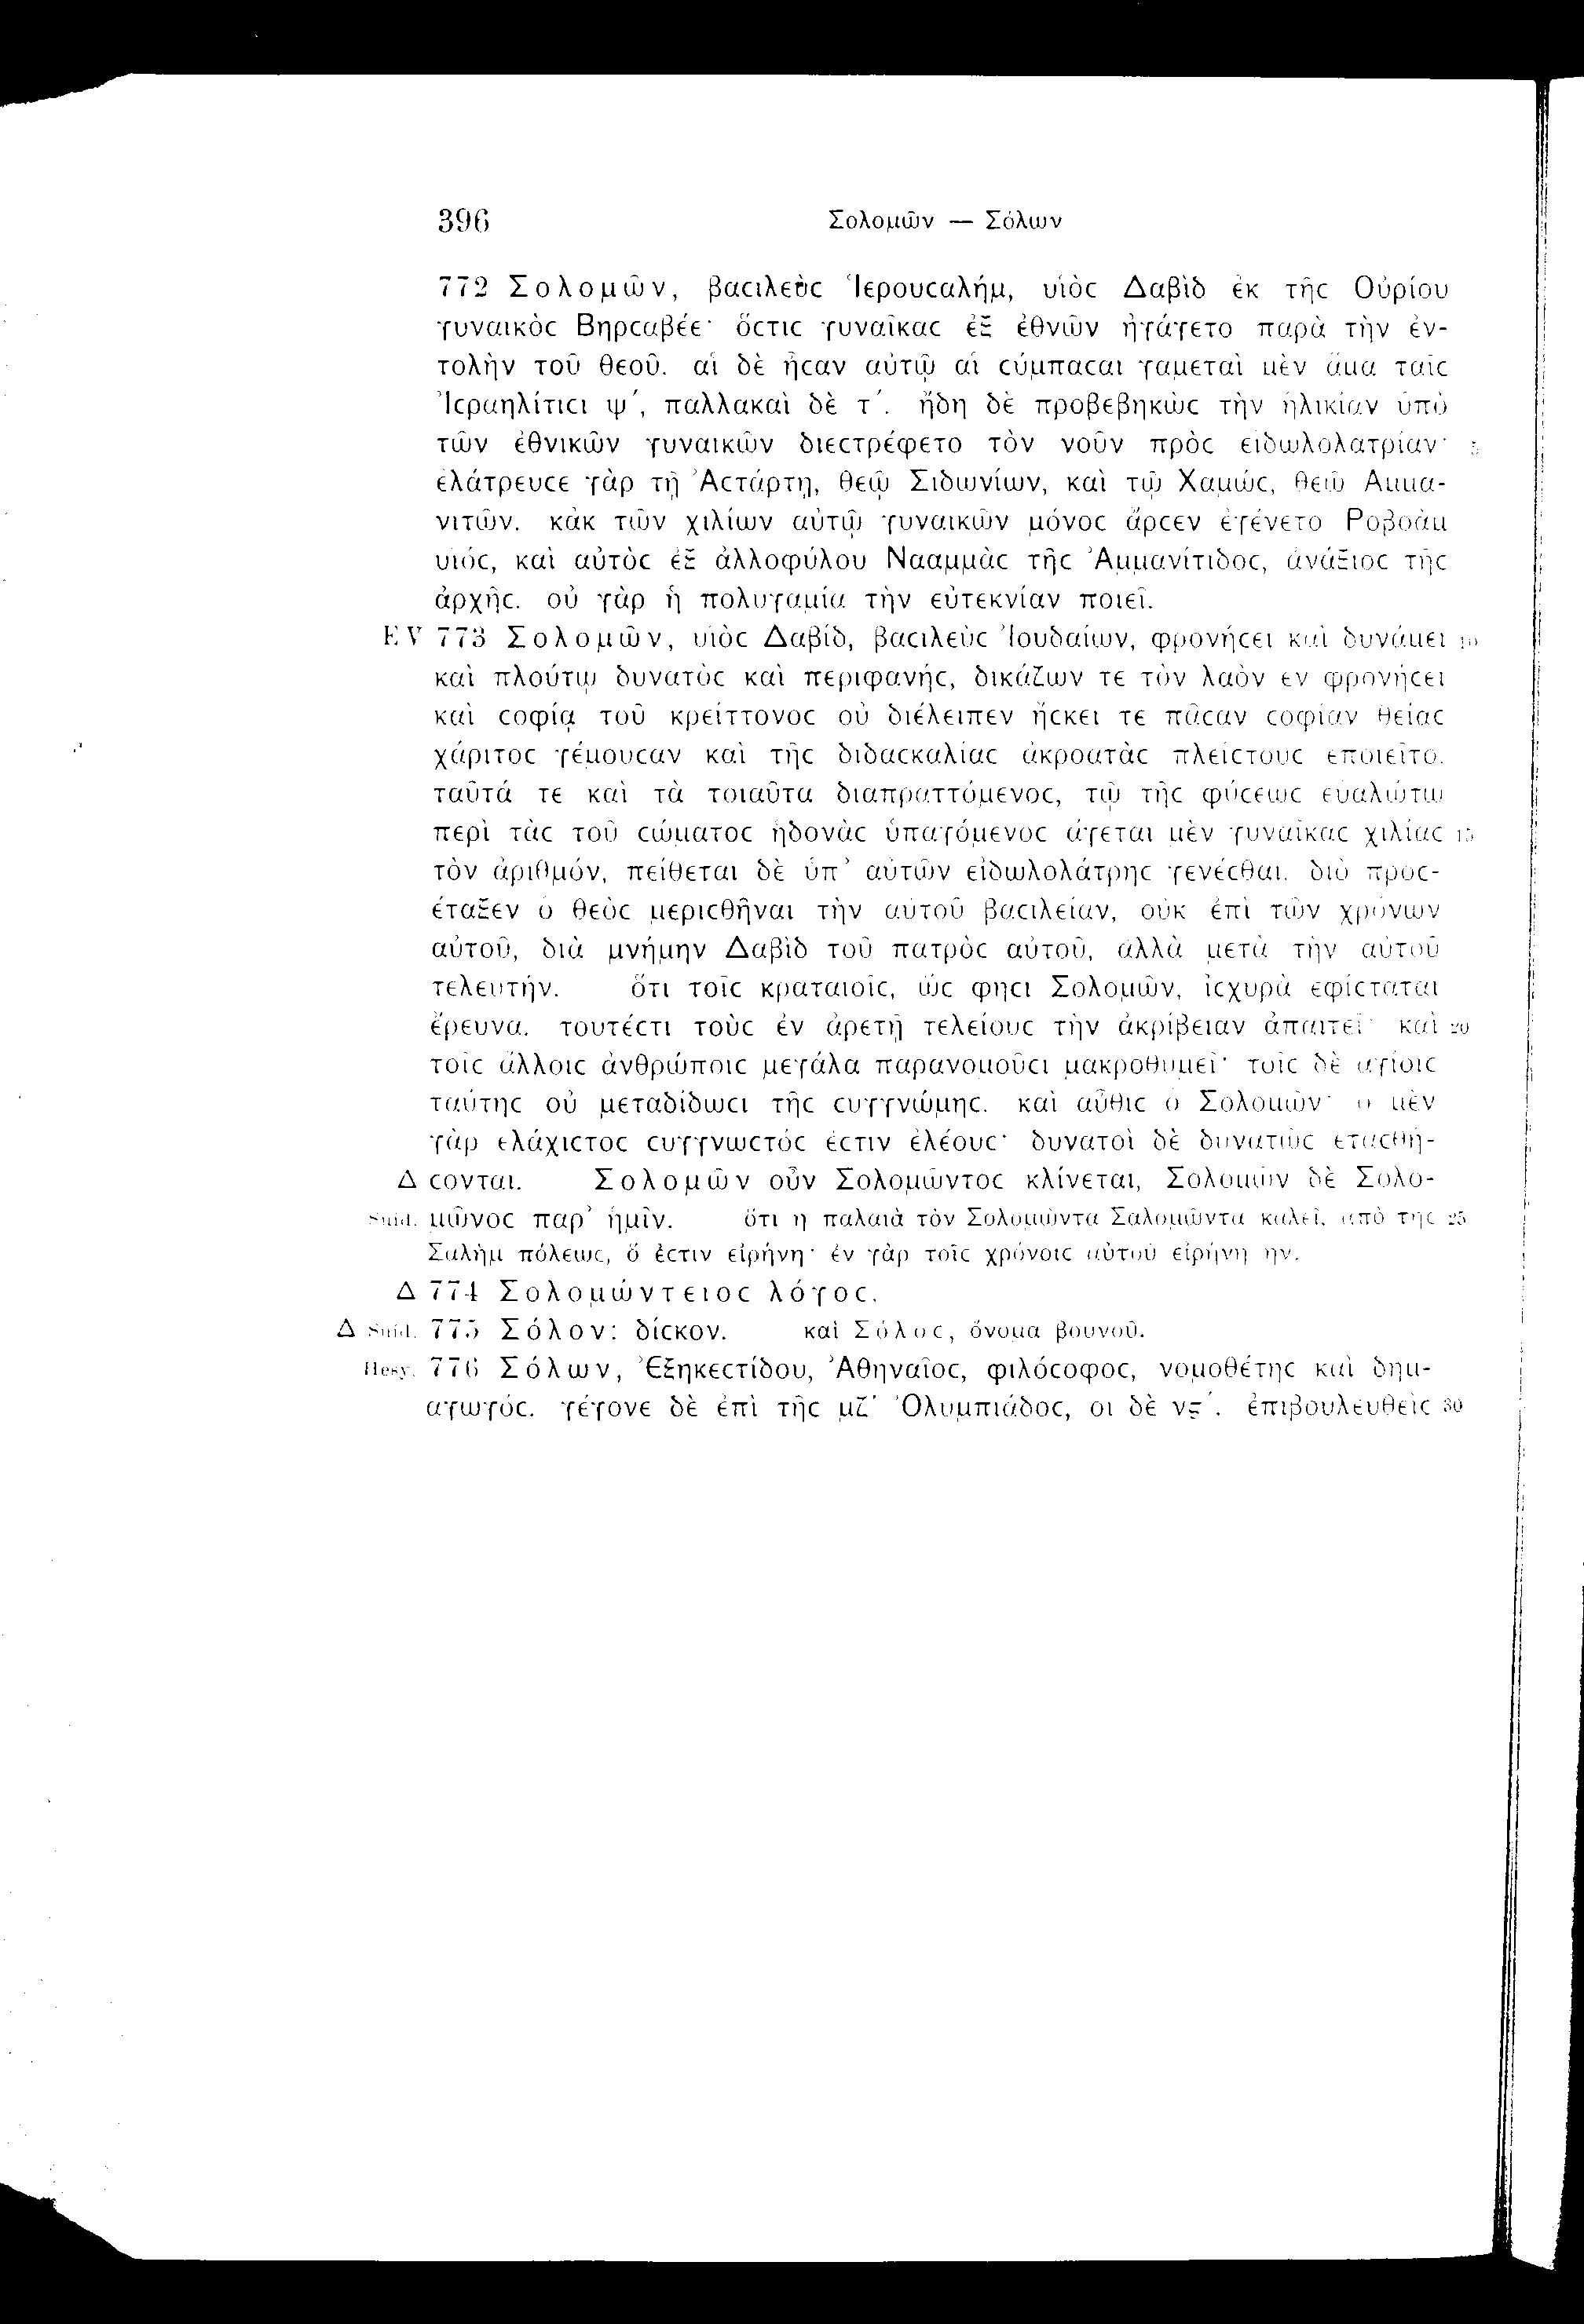 396 Σολομῶν — Σόλων
772 Σολομῶν, βαϲιλεὺϲ Ἱερουϲαλήμ, υἱὸϲ Δαβὶδ ἐκ τῆϲ Οὐρίου
γυναικὸϲ Βηρϲαβέε· ὅϲτιϲ γυναῖκαϲ ἐξ ἐθνῶν ἠγάγετο παρὰ τὴν ἐν-
τολὴν τοῦ θεοῦ. αἱ δὲ ἦϲαν αὐτῷ αἱ ϲύμπαϲαι γαμεταὶ μὲν ἅμα ταῖϲ
Ἰϲραηλίτιϲι ψ΄, παλλακαὶ δὲ τ΄. ἤδη δὲ προβεβηκὼϲ τὴν ἡλικίαν ὑπὸ
τῶν ἐθνικῶν γυναικῶν διεϲτρέφετο τὸν νοῦν πρὸϲ εἰδωλολατρίαν· 5
ἐλάτρευϲε γὰρ τῇ Ἀϲτάρτῃ, θεῷ Σιδωνίων, καὶ τῷ Χαμώϲ, θεῷ Αμμα-
νιτῶν. κἀκ τῶν χιλίων αὐτῷ γυναικῶν μόνοϲ ἄρϲεν ἐγένετο Ροβοὰμ
υἱόϲ, καὶ αὐτὸϲ ἐξ ἀλλοφύλου Νααμμὰϲ τῆϲ Ἀμμανίτιδοϲ, ἀνάξιοϲ τῆϲ
ἀρχῆϲ. οὐ γὰρ ἡ πολυγαμία τὴν εὐτεκνίαν ποιεῖ.
EV 773 Σολομῶν, υἱὸϲ Δαβίδ, βαϲιλεὺϲ Ἰουδαίων, φρονήϲει καὶ δυνάμει 10
καὶ πλούτῳ δυνατὸϲ καὶ περιφανήϲ, δικάζων τε τὸν λαὸν ἐν φρονήϲει
καὶ ϲοφίᾳ τοῦ κρείττονοϲ οὐ διέλειπεν ἤϲκει τε πᾶϲαν ϲοφίαν θείαϲ
χάριτοϲ γέμουϲαν καὶ τῆϲ διδαϲκαλίαϲ ἀκροατὰϲ πλείϲτουϲ ἐποιεῖτο.
ταῦτά τε καὶ τὰ τοιαῦτα διαπραττόμενοϲ, τῷ τῆϲ φύϲεωϲ εὐαλώτῳ
περὶ τὰϲ τοῦ ϲώματοϲ ἡδονὰϲ ὑπαγόμενοϲ ἄγεται μὲν γυναῖκαϲ χιλίαϲ 15
τὸν ἀριθμόν, πείθεται δὲ ὑπ' αὐτῶν εἰδωλολάτρηϲ γενέϲθαι. διὸ προϲ-
έταξεν ὁ θεὸϲ μεριϲθῆναι τὴν αὐτοῦ βαϲιλείαν, οὐκ ἐπὶ τῶν χρόνων
αὐτοῦ, διὰ μνήμην Δαβὶδ τοῦ πατρὸϲ αὐτοῦ, ἀλλὰ μετὰ τὴν αὐτοῦ
τελευτήν. ὅτι τοῖϲ κραταιοῖϲ, ὥϲ φηϲι Σολομῶν, ἰϲχυρὰ ἐφίϲταται
ἔρευνα. τουτέϲτι τοὺϲ ἐν ἀρετῇ τελείουϲ τὴν ἀκρίβειαν ἀπαιτεῖ· καὶ 20
τοῖϲ ἄλλοιϲ ἀνθρώποιϲ μεγάλα παρανομοῦϲι μακροθυμεῖ· τοῖϲ δὲ ἁγίοιϲ
ταύτηϲ οὐ μεταδίδωϲι τῆϲ ϲυγγνώμηϲ. καὶ αὖθιϲ ὁ Σολομῶν· ὁ μὲν
γὰρ ἐλάχιϲτοϲ ϲυγγνωϲτόϲ ἐϲτιν ἐλέουϲ· δυνατοὶ δὲ δυνατῶϲ ἐταϲθή-
Δ ϲονται. Σολομῶν οὖν Σολομῶντοϲ κλίνεται, Σολομὼν δὲ Σολο-
Suid. μῶνοϲ παρ' ἡμῖν. ὅτι ἡ παλαιὰ τὸν Σολομῶντα Σαλομῶντα καλεῖ, ἀπὸ τῆϲ 25
Σαλὴμ πόλεωϲ, ὅ ἐϲτιν εἰρήνη· ἐν γὰρ τοῖϲ χρόνοιϲ αὐτοῦ εἰρήνη ἦν.
Δ 774 Σολομώντειοϲ λόγοϲ.
Δ Suid. 775 Σόλον: δίϲκον. καὶ Σόλοϲ, ὄνομα βουνοῦ.
Hesy. 776 Σόλων, Ἐξηκεϲτίδου, Ἀθηναῖοϲ, φιλόϲοφοϲ, νομοθέτηϲ καὶ δημ-
αγωγόϲ. γέγονε δὲ ἐπὶ τῆϲ μζ΄ Ὀλυμπιάδοϲ, οἱ δὲ νϛ΄. ἐπιβουλευθεὶϲ 30